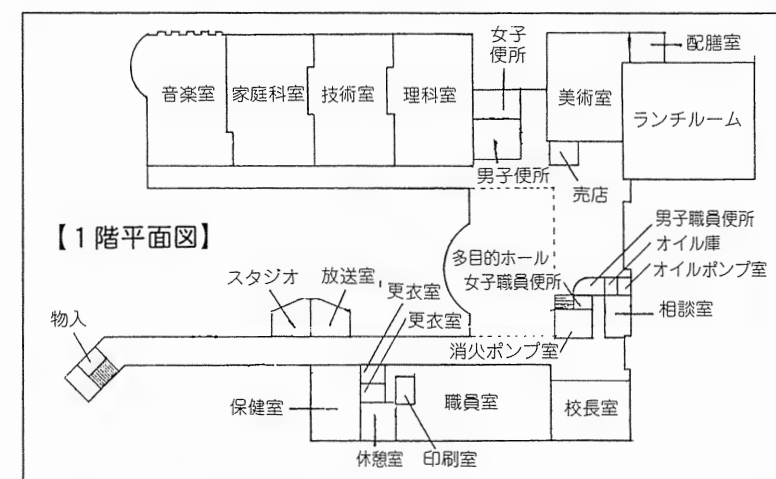 女子
便所
配膳室
音楽室
家庭科室
技術室
理科室
美術室
ランチルーム
男子便所
売店
【1階平面図】
男子職員便所
オイル庫
オイルポンプ室
多目的ホール
女子職員便所
スタジオ
放送室
更衣室
更衣室
相談室
物入
消火ポンプ室
保健室
職員室
校長室
休憩室
印刷室